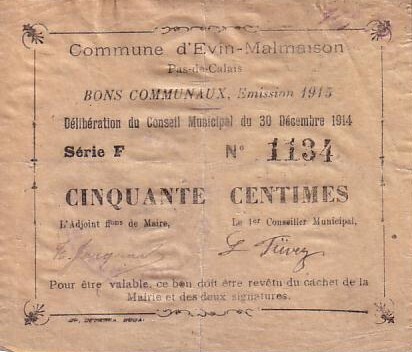 Commune d'Evin-Malmaison
Pas-de-Calais
BONS COMMUNAUX, Emission 1915
Délibération du Conseil Municipal du 30 Décembre 1914
Série F N° 1134
CINQUANTE CENTIMES
L'Adjoint ffons de Maire, Le 1er Conseiller Municipal,
Pour être valable, ce bon doit être revêtu du cachet de la
Mairie et des deux signatures.